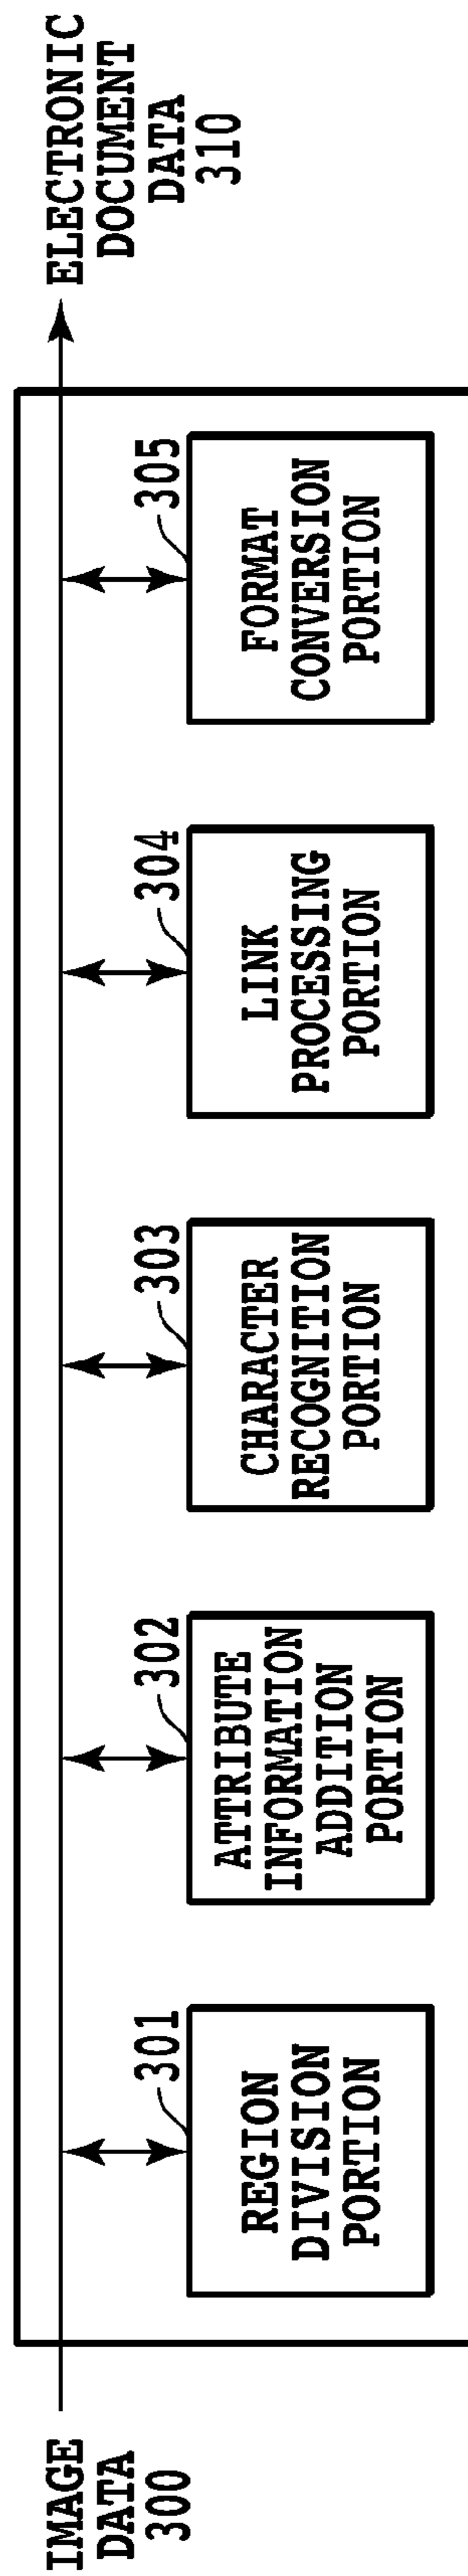 IMAGE
DATA
300
301
REGION
DIVISION
PORTION
302
ATTRIBUTE
INFORMATION
ADDITION
PORTION
303
CHARACTER
RECOGNITION
PORTION
304
LINK
PROCESSING
PORTION
305
FORMAT
CONVERSION
PORTION
ELECTRONIC
DOCUMENT
DATA
310